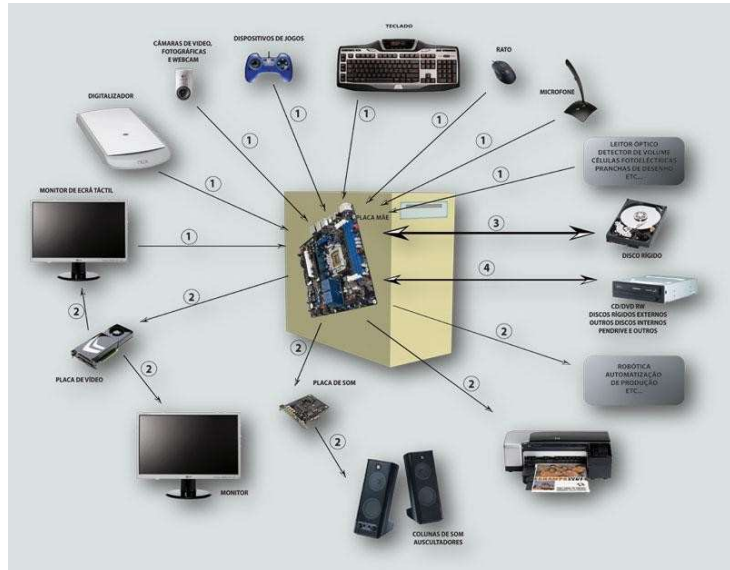 TECLADO
CÂMARAS DE VIDEO,
FOTOGRÁFICAS
E WEBCAM
DISPOSITIVOS DE JOGOS
RATO
MICROFONE
DIGITALIZADOR
1
1
1
1
1
1
1
LEITOR ÓPTICO
DETECTOR DE VOLUME
CÉLULAS FOTOELÉCTRICAS
PRANCHAS DE DESENHO
ETC...
MONITOR DE ECRÃ TÁCTIL
1
PLACA MÃE
3
DISCO RÍGIDO
4
CD/DVD RW
DISCOS RÍGIDOS EXTERNOS
OUTROS DISCOS INTERNOS
PENDRIVE E OUTROS
2
2
2
2
2
2
2
PLACA DE VÍDEO
PLACA DE SOM
ROBÓTICA
AUTOMATIZAÇÃO
DE PRODUÇÃO
ETC...
MONITOR
COLUNAS DE SOM
AUSCULTADORES